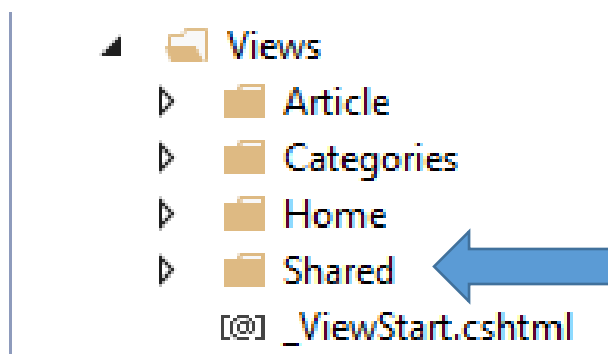 Views
Article
Categories
Home
Shared
[@] _ViewStart.cshtml